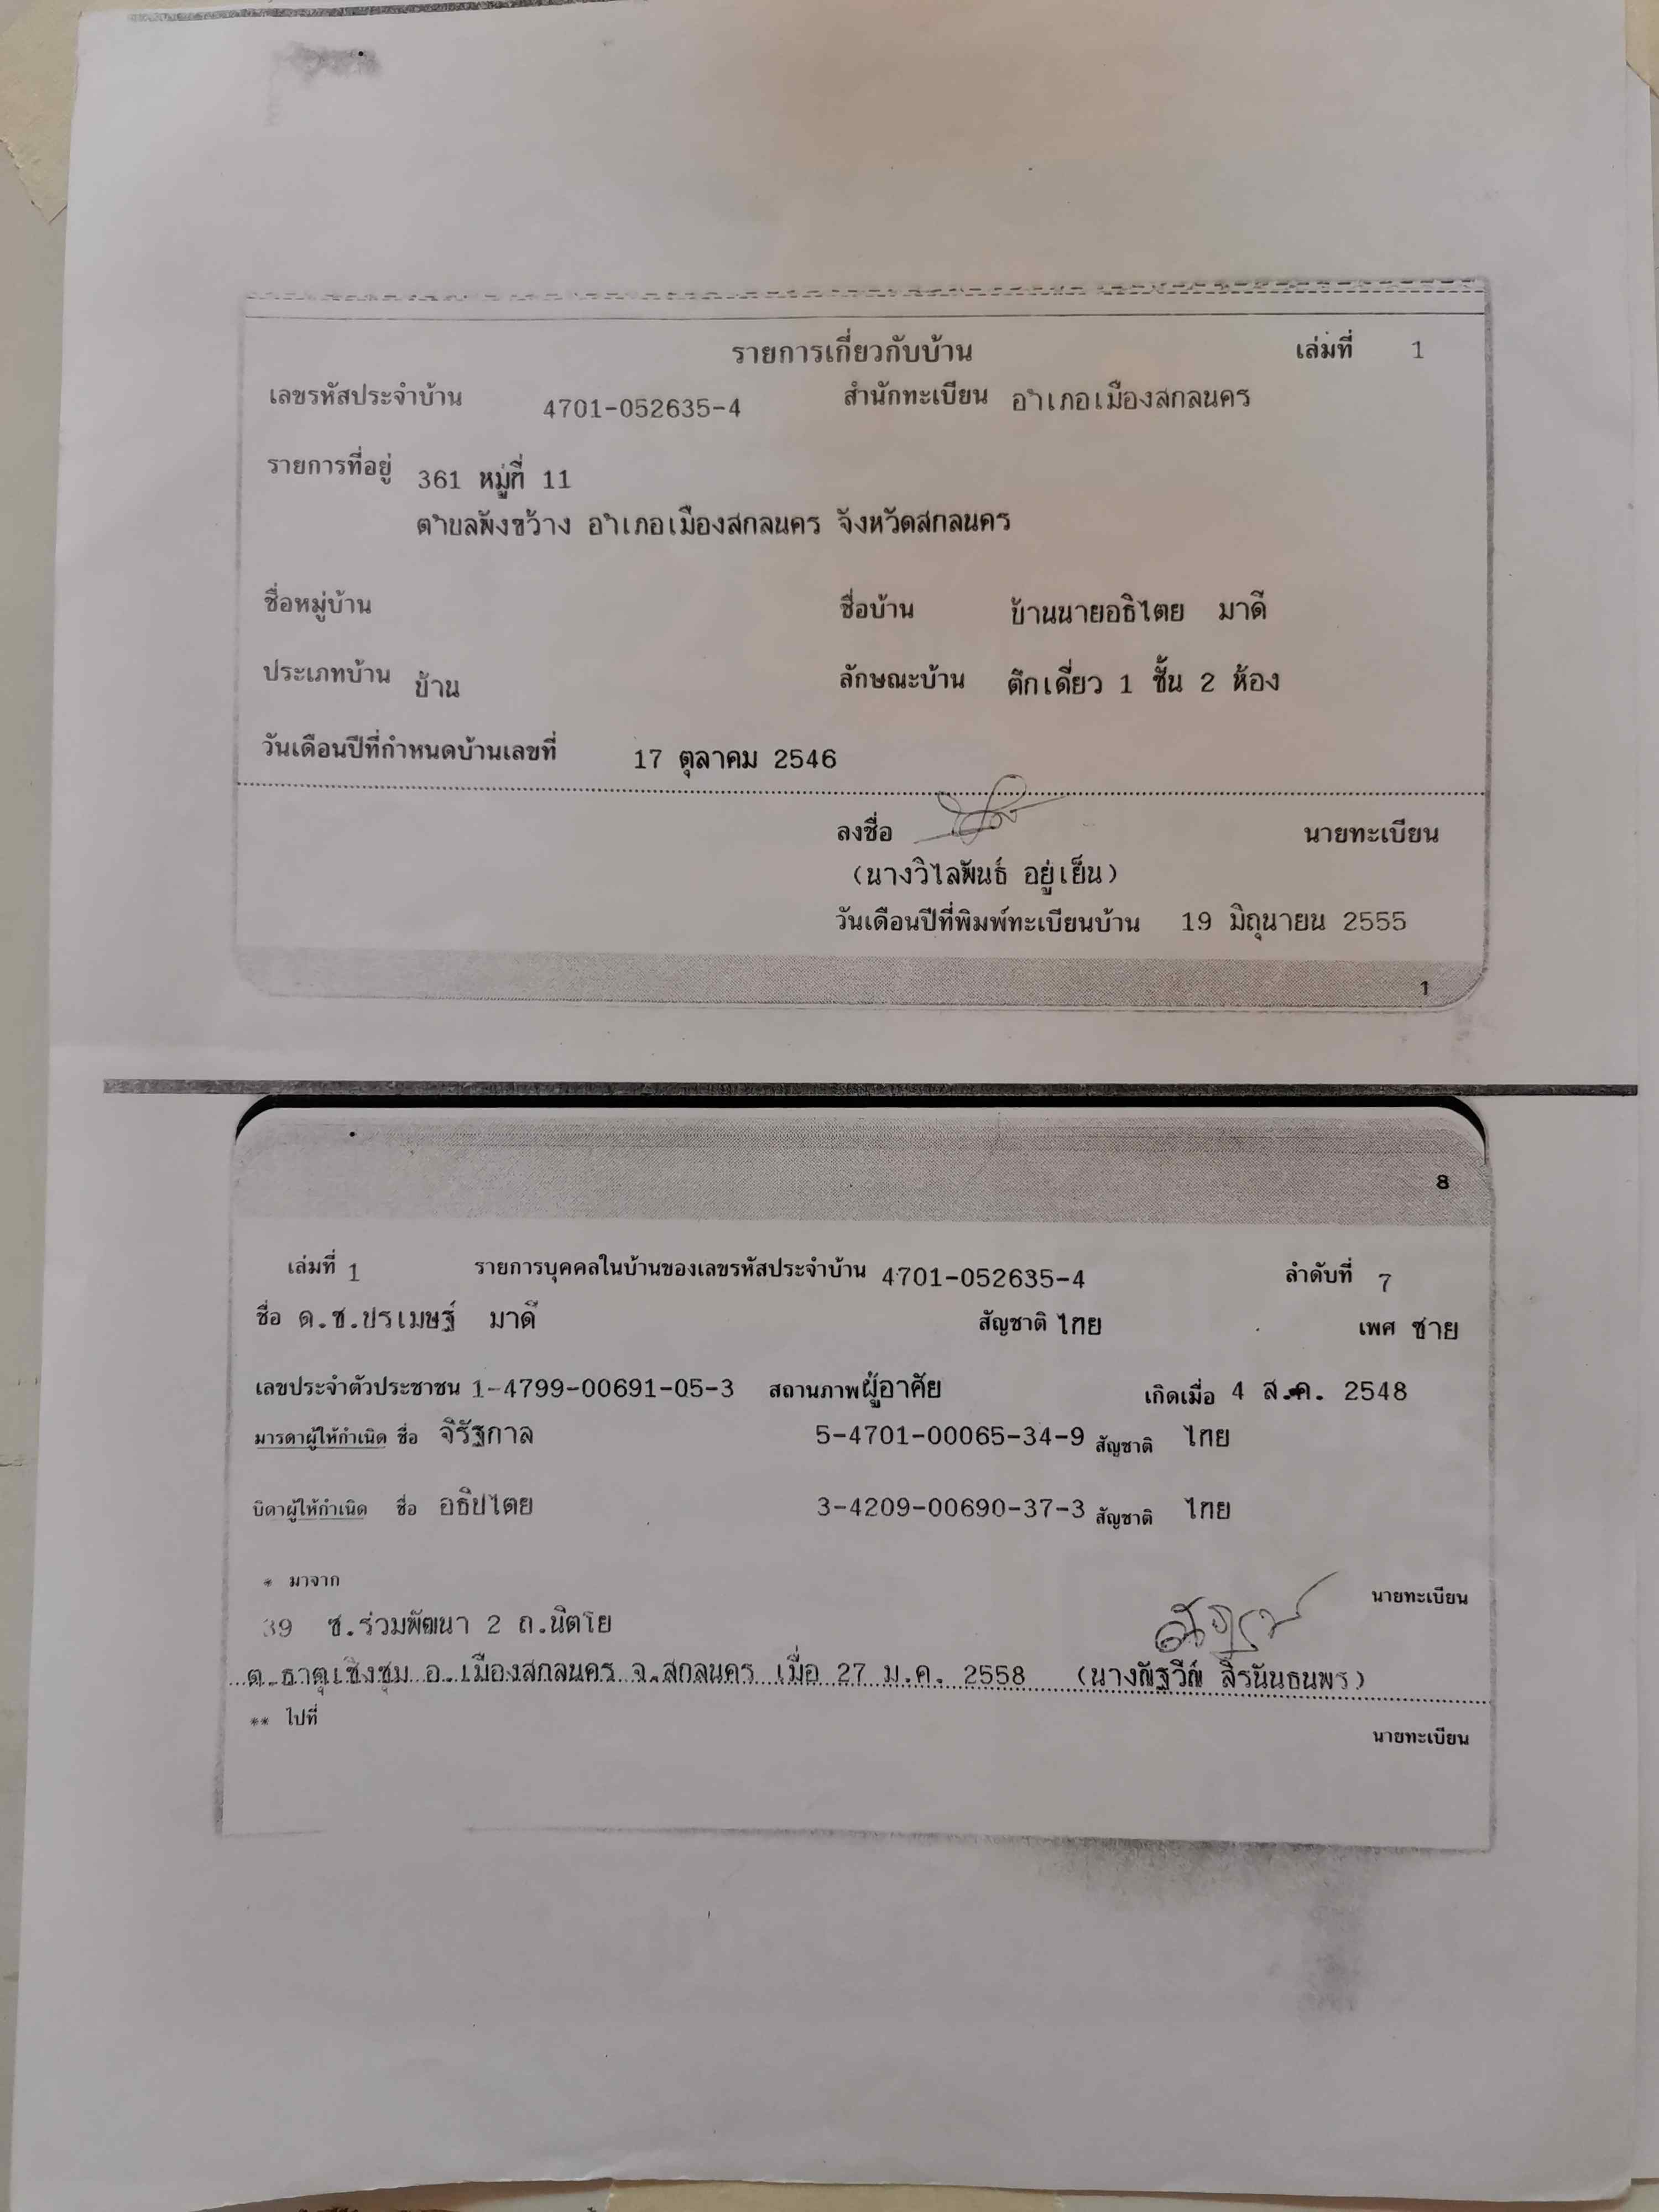 รายการเกี่ยวกับบ้าน เล่มที่ 1
เลขรหัสประจำบ้าน 4701-052635-4 สำนักทะเบียน อำเภอเมืองสกลนคร
รายการที่อยู่ 361 หมู่ที่ 11
ตำบลพังขว้าง อำเภอเมืองสกลนคร จังหวัดสกลนคร
ชื่อหมู่บ้าน ชื่อบ้าน บ้านนายอธิไตย มาดี
ประเภทบ้าน บ้าน ลักษณะบ้าน ตึกเดี่ยว 1 ชั้น 2 ห้อง
วันเดือนปีที่กำหนดบ้านเลขที่ 17 ตุลาคม 2546
ลงชื่อ นายทะเบียน
(นางวิไลพันธ์ อยู่เย็น)
วันเดือนปีที่พิมพ์ทะเบียนบ้าน 19 มิถุนายน 2555
1
8
เล่มที่ 1 รายการบุคคลในบ้านของเลขรหัสประจำบ้าน 4701-052635-4 ลำดับที่ 7
ชื่อ ด.ช.ปรเมษฐ์ มาดี สัญชาติ ไทย เพศ ชาย
เลขประจำตัวประชาชน 1-4799-00691-05-3 สถานภาพ ผู้อาศัย เกิดเมื่อ 4 ส.ค. 2548
มารดาผู้ให้กำเนิด ชื่อ จิรัฐกาล 5-4701-00065-34-9 สัญชาติ ไทย
บิดาผู้ให้กำเนิด ชื่อ อธิปไตย 3-4209-00690-37-3 สัญชาติ ไทย
* มาจาก นายทะเบียน
39 ซ.ร่วมพัฒนา 2 ถ.นิตโย
ต.ธาตุเชิงชุม อ.เมืองสกลนคร จ.สกลนคร เมื่อ 27 ม.ค. 2558 (นางณัฐวีณ์ สิรนันธนพร)
** ไปที่ นายทะเบียน